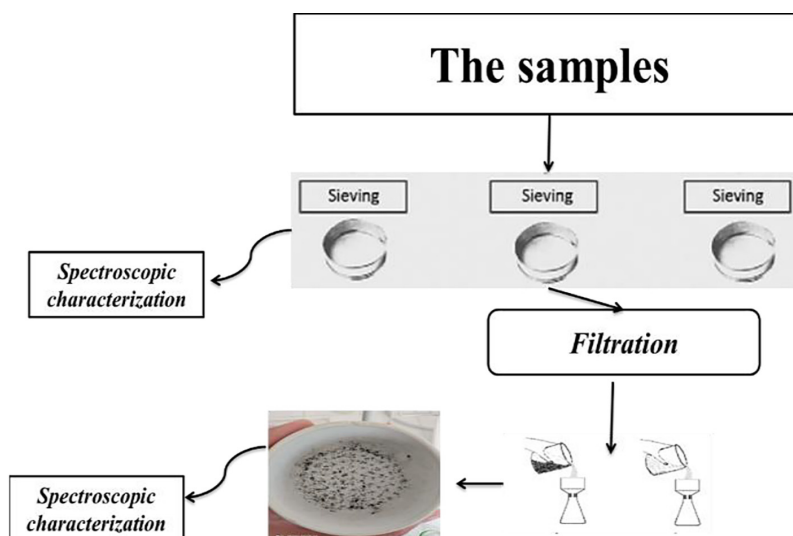 The samples
Sieving
Sieving
Sieving
Spectroscopic
characterization
Filtration
Spectroscopic
characterization